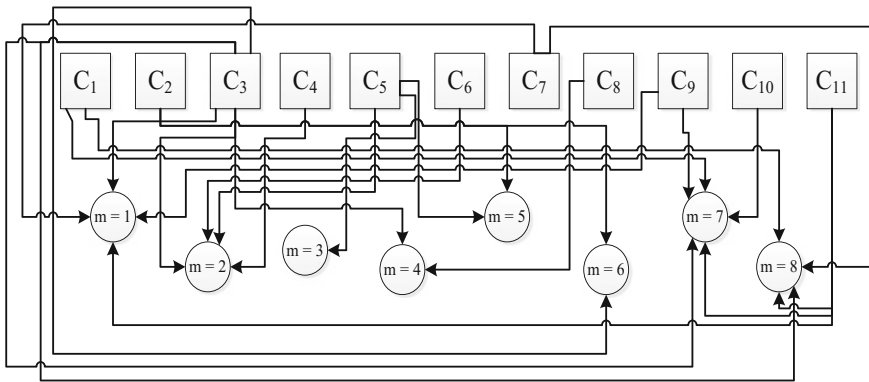 C1 C2 C3 C4 C5 C6 C7 C8 C9 C10 C11
m = 1 m = 5 m = 7
m = 3
m = 2 m = 4 m = 6 m = 8